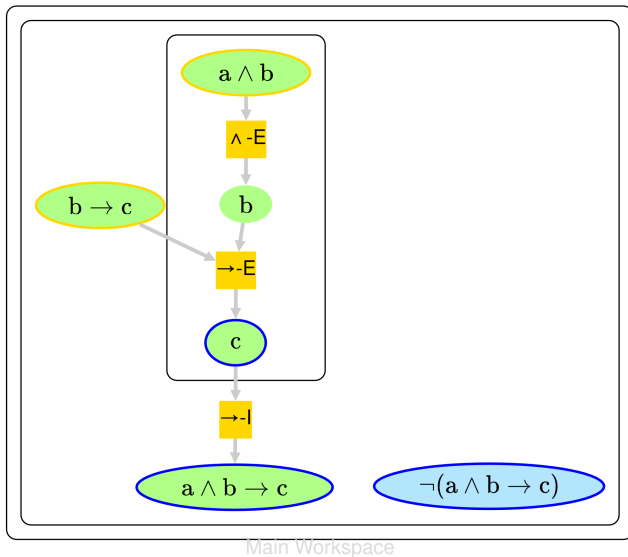 a ∧ b
∧ -E
b
b → c
→-E
c
→-I
a ∧ b → c
¬(a ∧ b → c)
Main Workspace